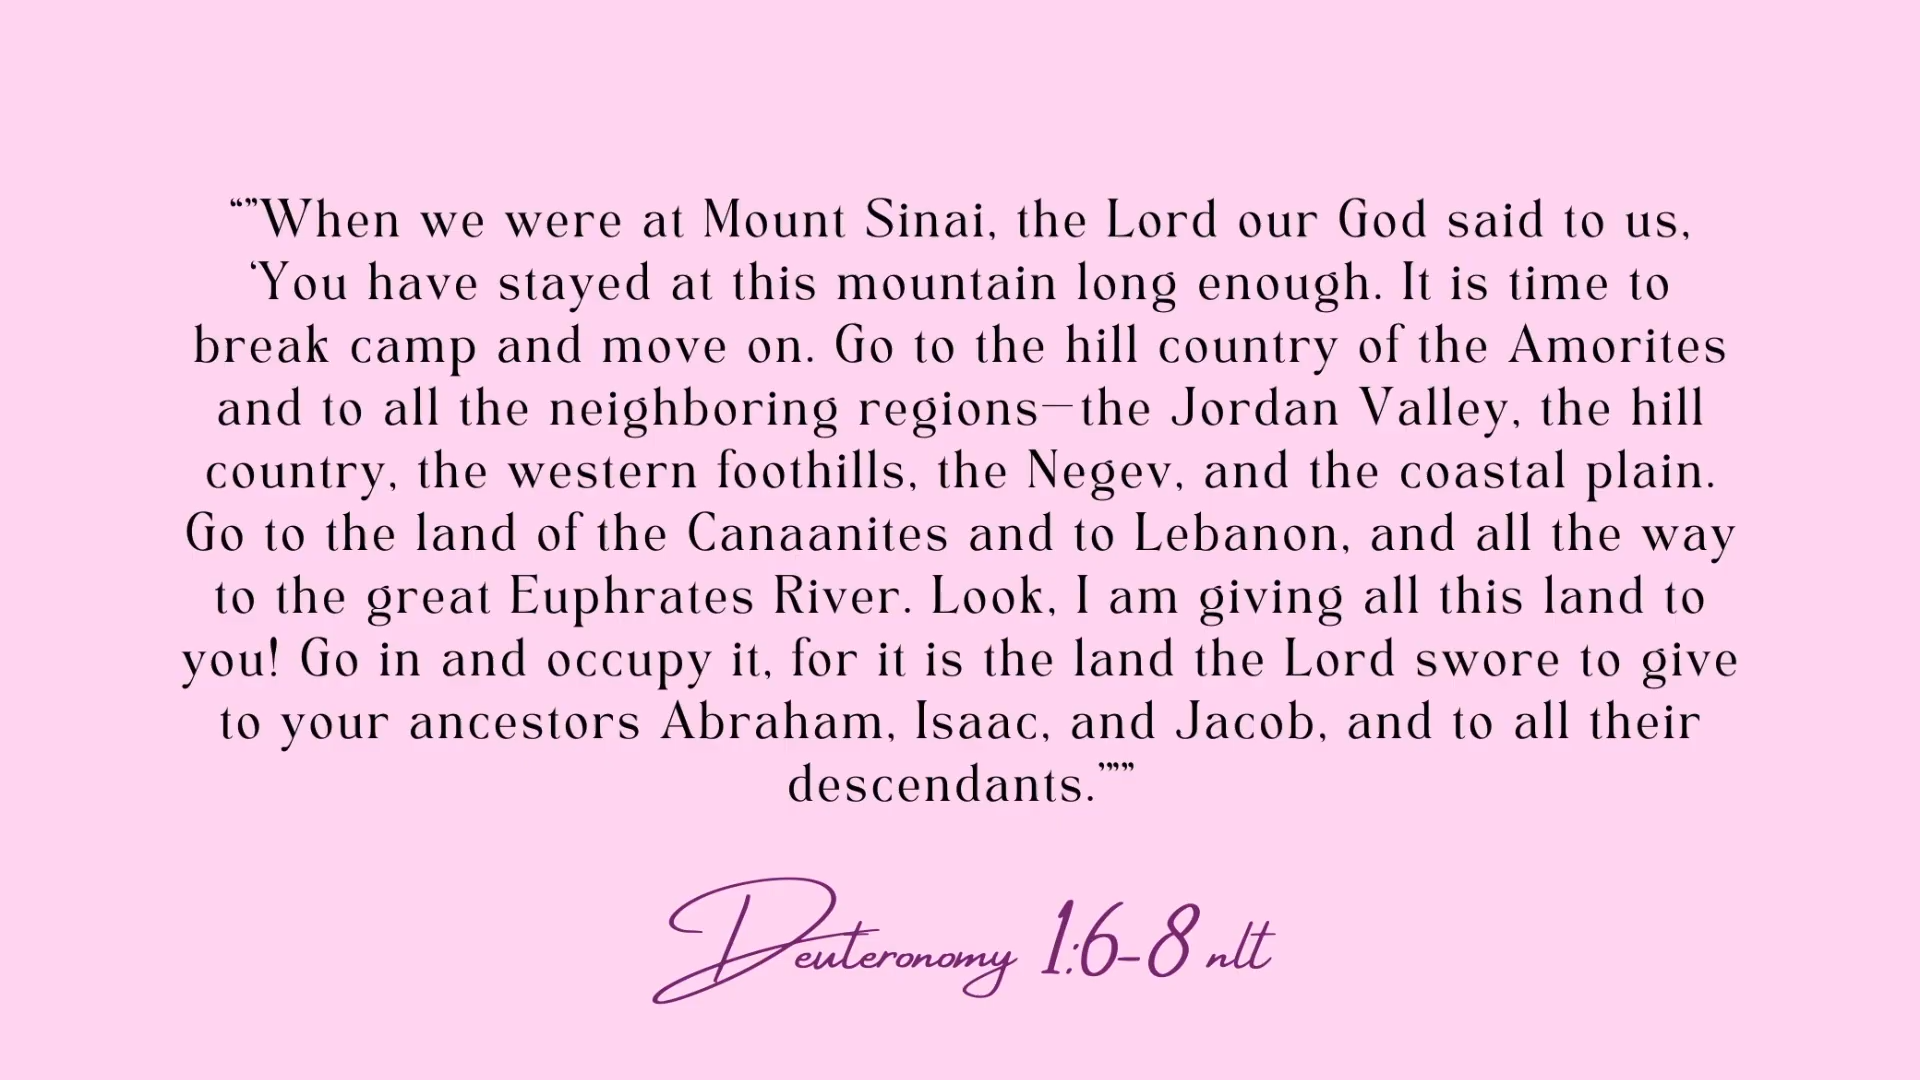 “”When we were at Mount Sinai, the Lord our God said to us,
‘You have stayed at this mountain long enough. It is time to
break camp and move on. Go to the hill country of the Amorites
and to all the neighboring regions—the Jordan Valley, the hill
country, the western foothills, the Negev, and the coastal plain.
Go to the land of the Canaanites and to Lebanon, and all the way
to the great Euphrates River. Look, I am giving all this land to
you! Go in and occupy it, for it is the land the Lord swore to give
to your ancestors Abraham, Isaac, and Jacob, and to all their
descendants.’””
Deuteronomy 1:6-8 nlt